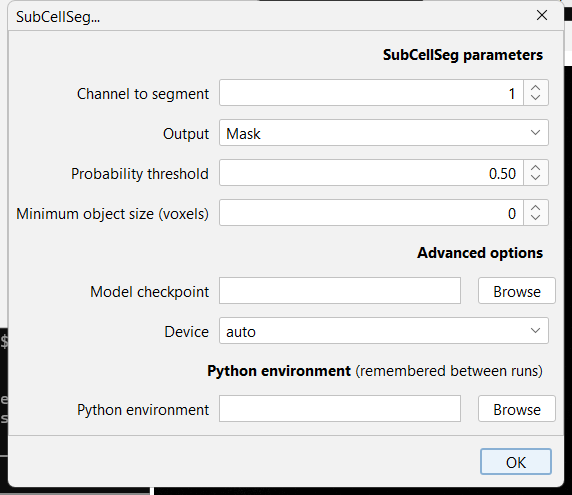 SubCellSeg...
SubCellSeg parameters
Channel to segment 1
Output Mask
Probability threshold 0.50
Minimum object size (voxels) 0
Advanced options
Model checkpoint Browse
Device auto
Python environment (remembered between runs)
Python environment Browse
OK
$
e
s